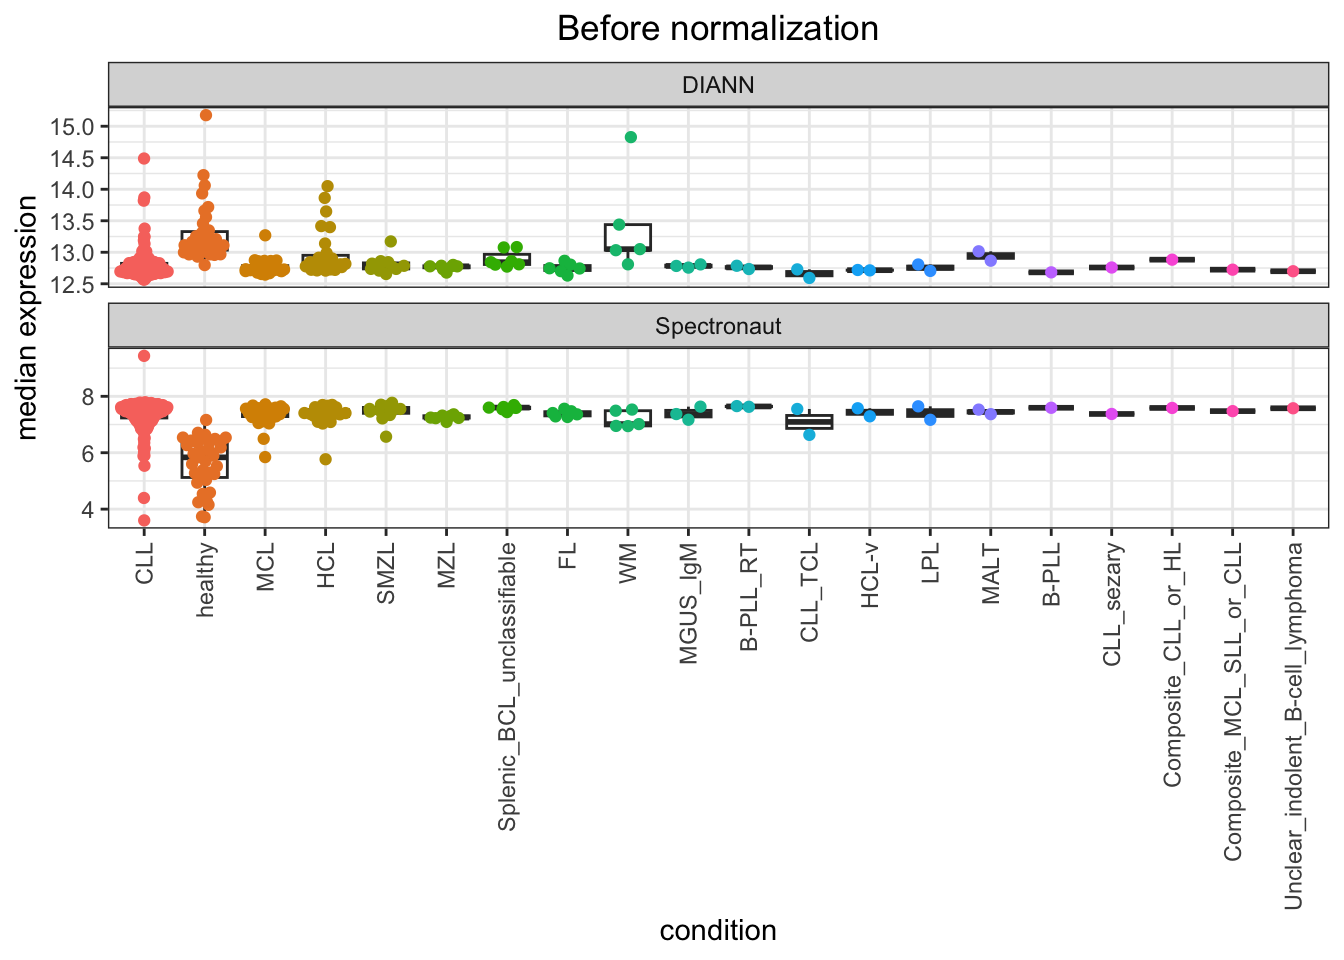 Before normalization
DIANN
15.0
14.5
14.0
13.5
13.0
12.5
median expression
Spectronaut
8
6
4
CLL
healthy
MCL
HCL
SMZL
MZL
Splenic_BCL_unclassifiable
FL
WM
MGUS_IgM
B-PLL_RT
CLL_TCL
HCL-v
LPL
MALT
B-PLL
CLL_sezary
Composite_CLL_or_HL
Composite_MCL_SLL_or_CLL
Unclear_indolent_B-cell_lymphoma
condition